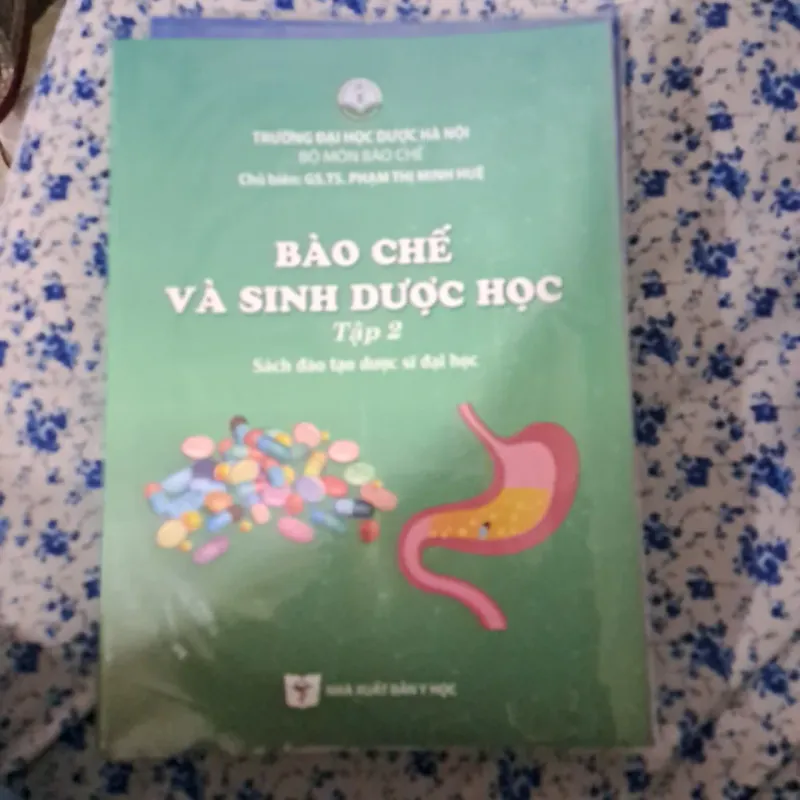 TRƯỜNG ĐẠI HỌC DƯỢC HÀ NỘI
BỘ MÔN BÀO CHẾ
Chủ biên: GS.TS. PHẠM THỊ MINH HUỆ
BÀO CHẾ
VÀ SINH DƯỢC HỌC
Tập 2
Sách đào tạo dược sĩ đại học
NHÀ XUẤT BẢN Y HỌC